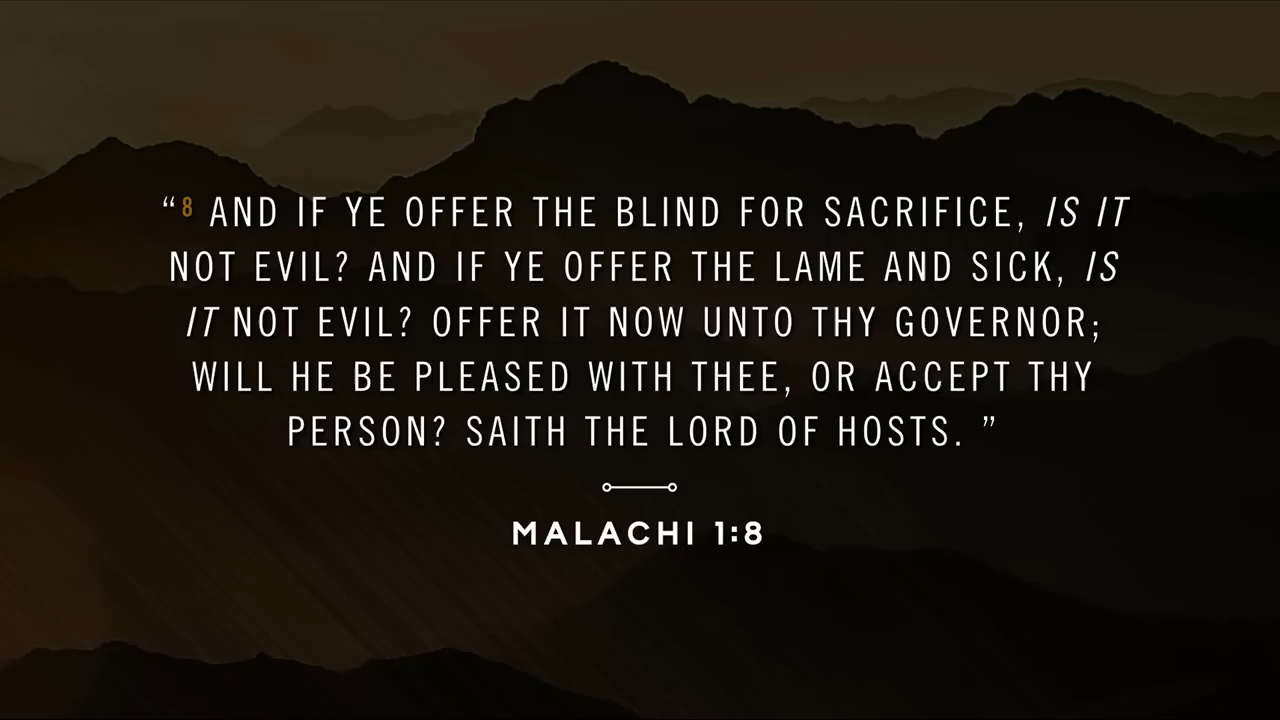 “8 AND IF YE OFFER THE BLIND FOR SACRIFICE, IS IT
NOT EVIL? AND IF YE OFFER THE LAME AND SICK, IS
IT NOT EVIL? OFFER IT NOW UNTO THY GOVERNOR;
WILL HE BE PLEASED WITH THEE, OR ACCEPT THY
PERSON? SAITH THE LORD OF HOSTS. ”
MALACHI 1:8